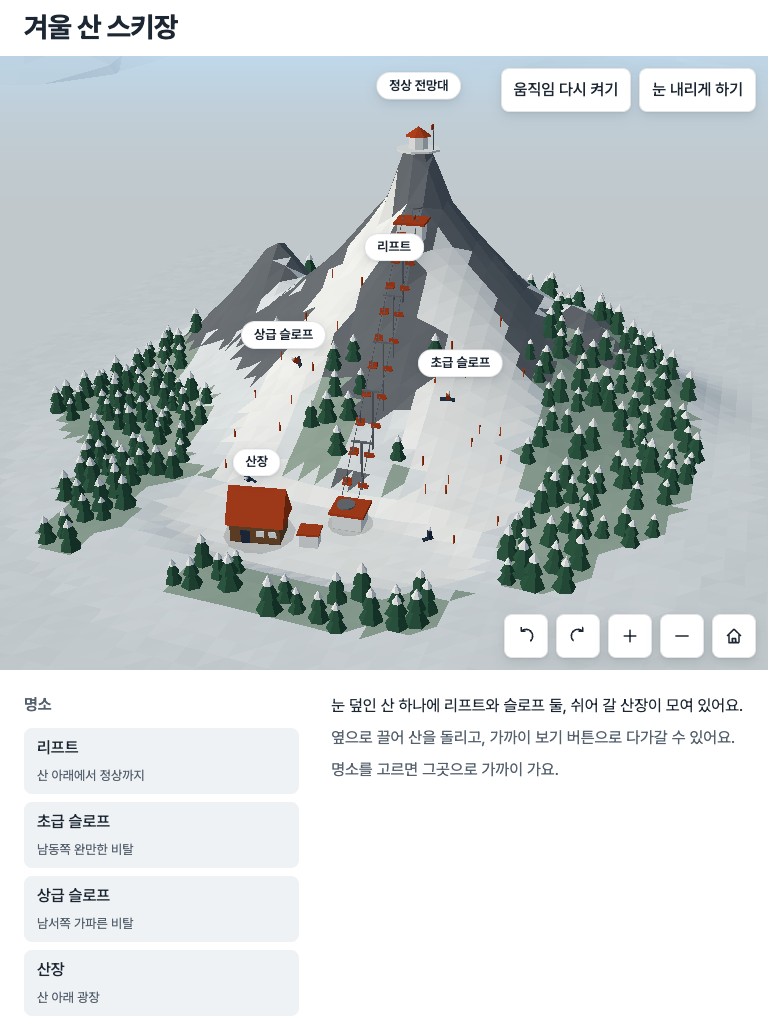 겨울 산 스키장
정상 전망대
움직임 다시 켜기
눈 내리게 하기
리프트
상급 슬로프
초급 슬로프
산장
명소
리프트
산 아래에서 정상까지
초급 슬로프
남동쪽 완만한 비탈
상급 슬로프
남서쪽 가파른 비탈
산장
산 아래 광장
눈 덮인 산 하나에 리프트와 슬로프 둘, 쉬어 갈 산장이 모여 있어요.
옆으로 끌어 산을 돌리고, 가까이 보기 버튼으로 다가갈 수 있어요.
명소를 고르면 그곳으로 가까이 가요.